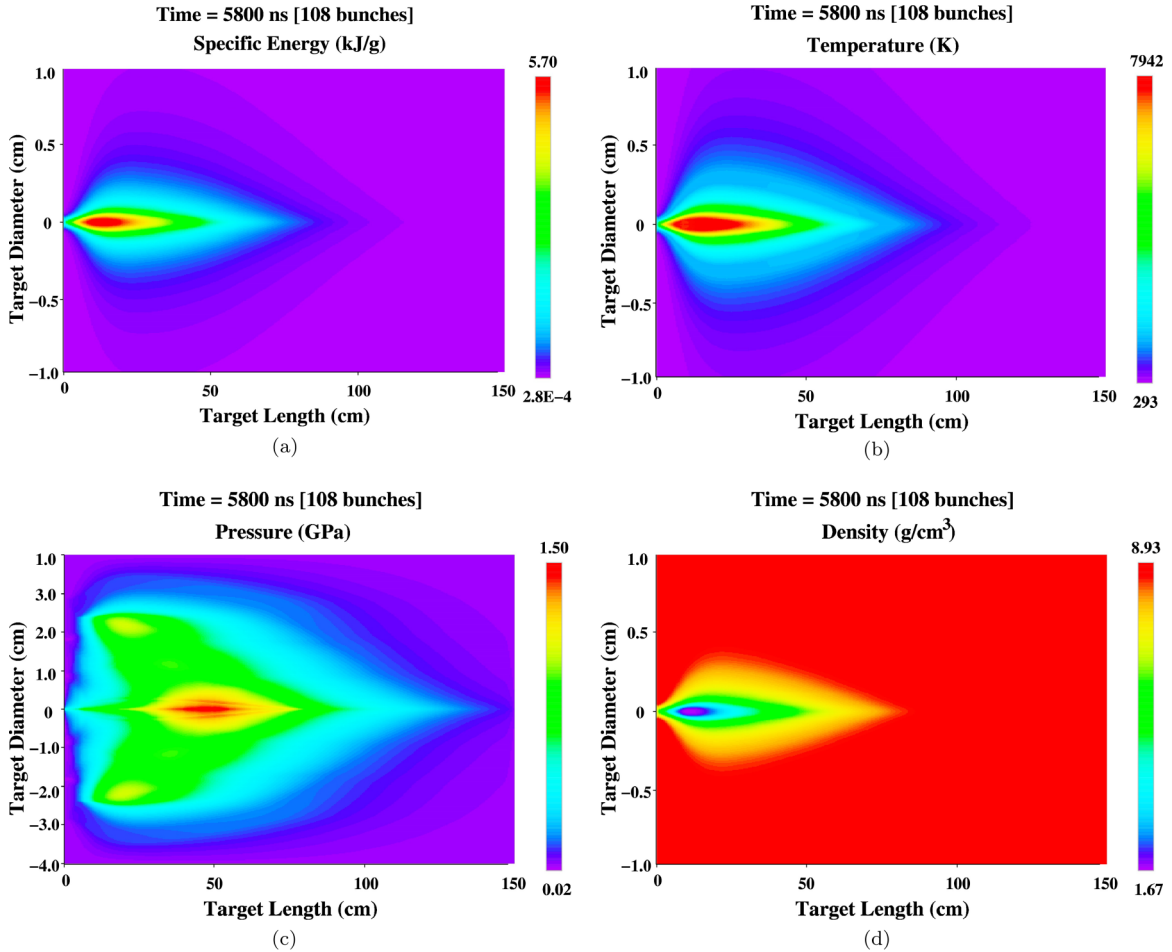 Time = 5800 ns [108 bunches]
Specific Energy (kJ/g)
5.70
1.0
0.5
0
−0.5
−1.0
Target Diameter (cm)
0
50
100
150
2.8E−4
Target Length (cm)
(a)
Time = 5800 ns [108 bunches]
Temperature (K)
7942
1.0
0.5
0
−0.5
−1.0
Target Diameter (cm)
0
50
100
150
293
Target Length (cm)
(b)
Time = 5800 ns [108 bunches]
Pressure (GPa)
1.50
1.0
3.0
2.0
1.0
0
−1.0
−2.0
−3.0
−4.0
Target Diameter (cm)
0
50
100
150
0.02
Target Length (cm)
(c)
Time = 5800 ns [108 bunches]
Density (g/cm³)
8.93
1.0
0.5
0
−0.5
−1.0
Target Diameter (cm)
0
50
100
150
1.67
Target Length (cm)
(d)